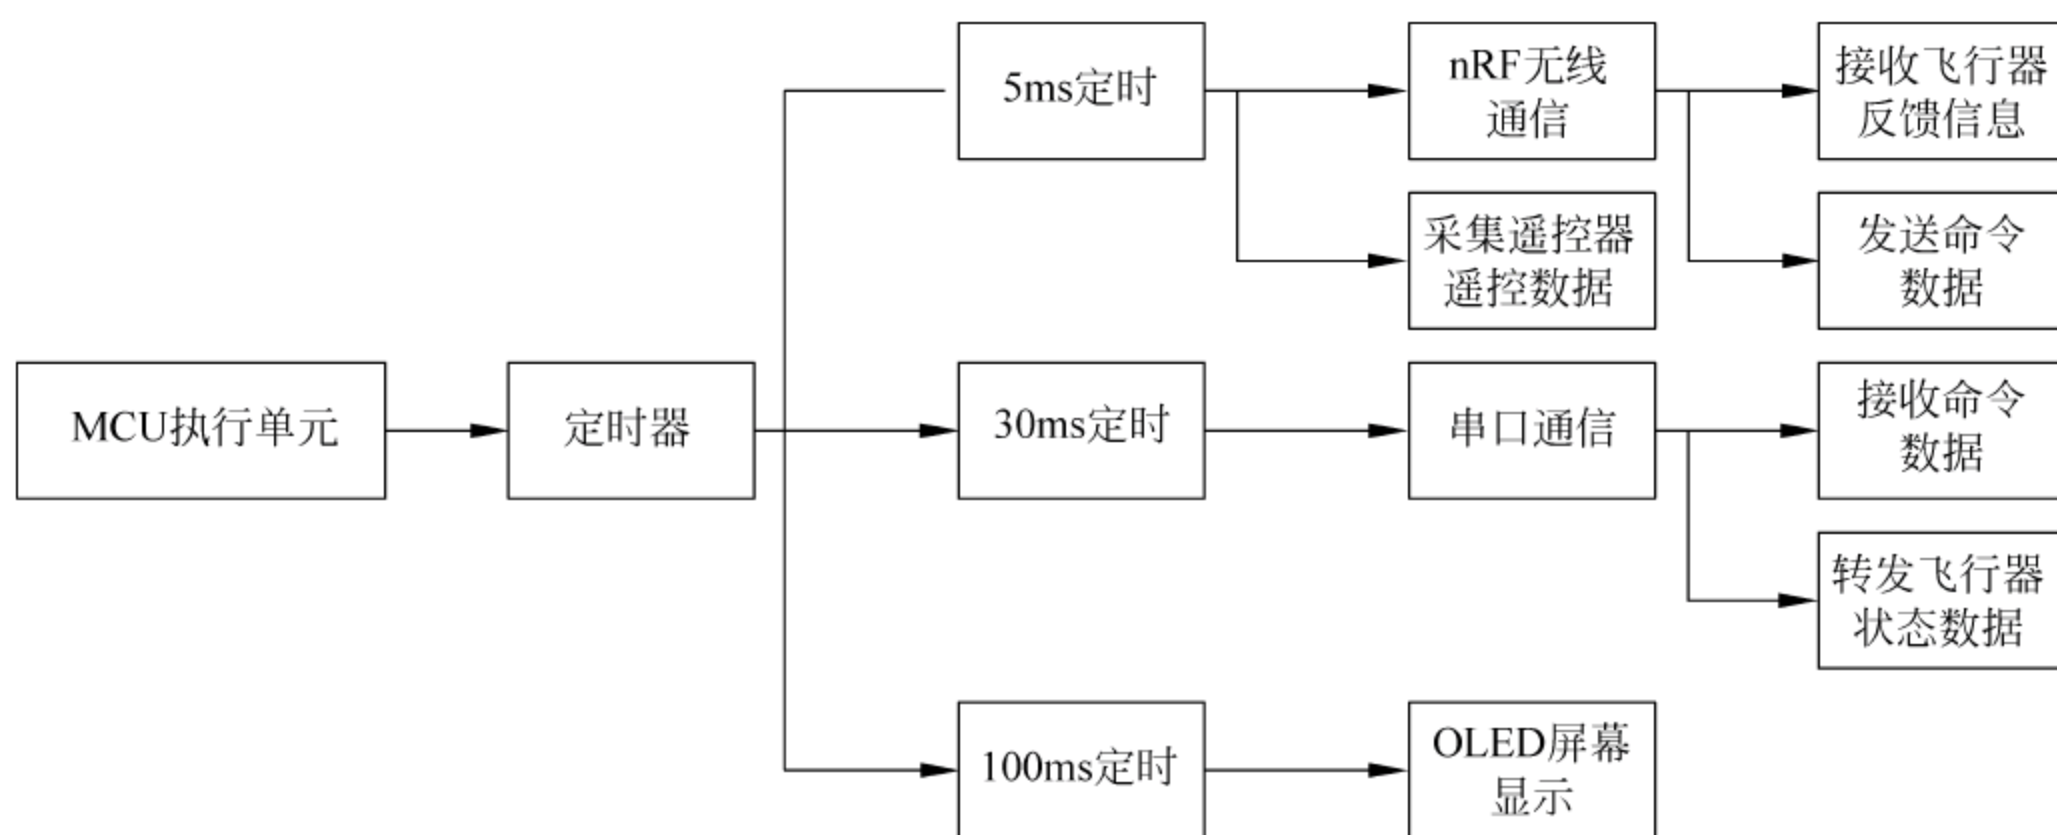 5ms定时
nRF无线
通信
接收飞行器
反馈信息
采集遥控器
遥控数据
发送命令
数据
MCU执行单元
定时器
30ms定时
串口通信
接收命令
数据
转发飞行器
状态数据
100ms定时
OLED屏幕
显示